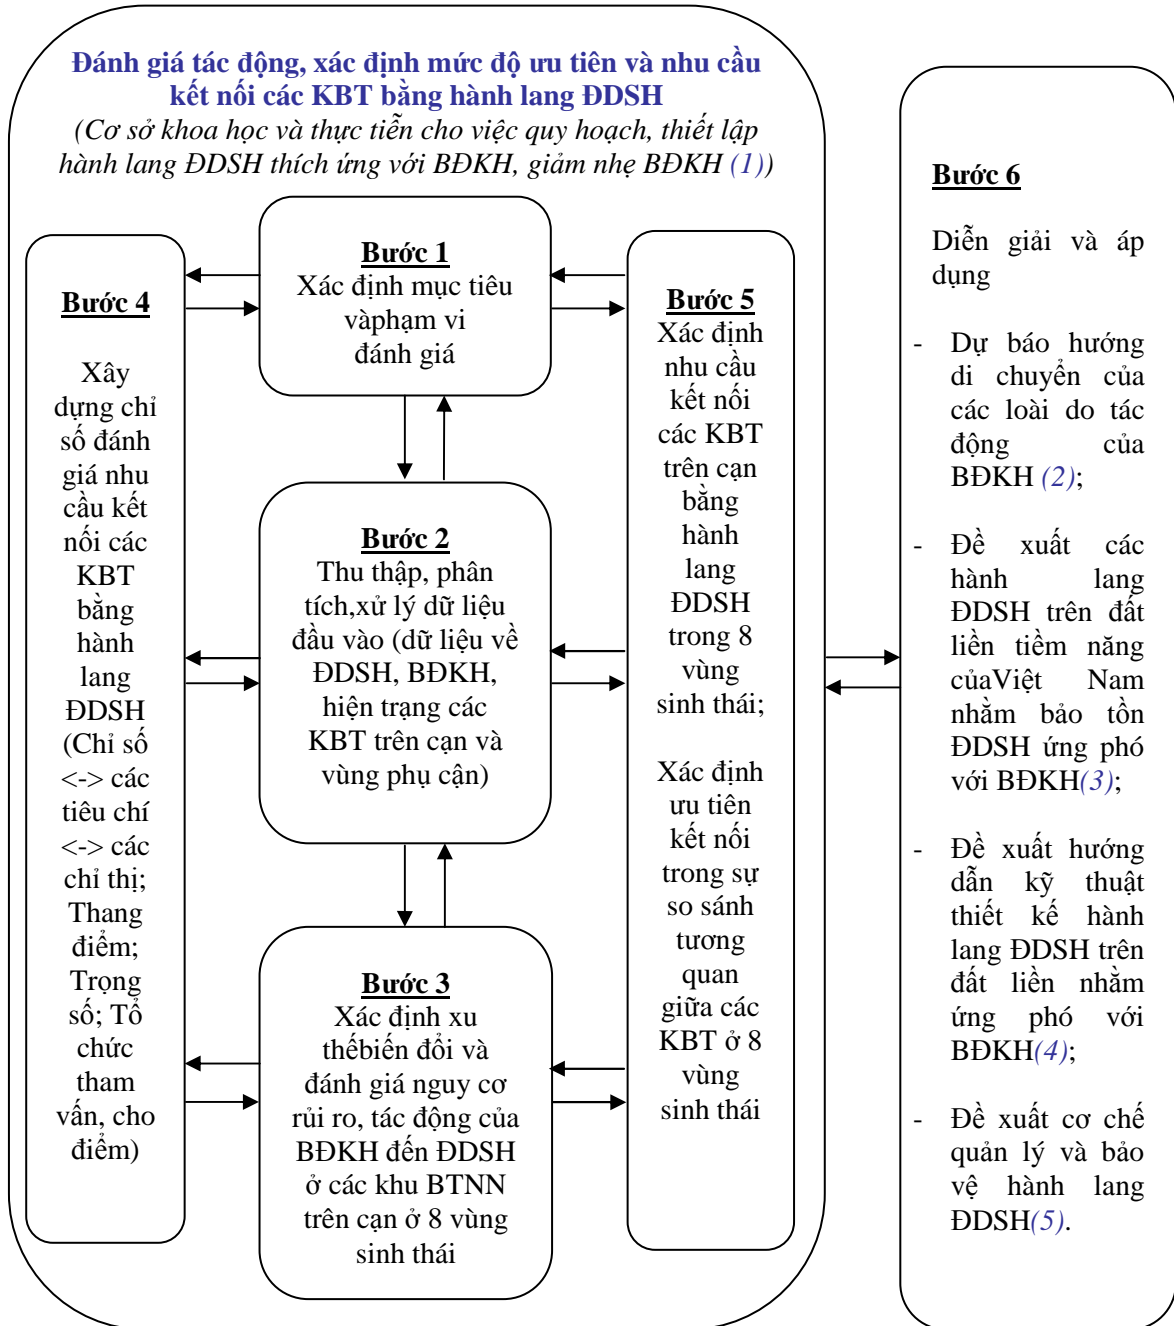 Đánh giá tác động, xác định mức độ ưu tiên và nhu cầu
kết nối các KBT bằng hành lang ĐDSH
(Cơ sở khoa học và thực tiễn cho việc quy hoạch, thiết lập
hành lang ĐDSH thích ứng với BĐKH, giảm nhẹ BĐKH (1))
Bước 1
Xác định mục tiêu
vàphạm vi
đánh giá
Bước 2
Thu thập, phân
tích,xử lý dữ liệu
đầu vào (dữ liệu về
ĐDSH, BĐKH,
hiện trạng các
KBT trên cạn và
vùng phụ cận)
Bước 3
Xác định xu
thếbiến đổi và
đánh giá nguy cơ
rủi ro, tác động của
BĐKH đến ĐDSH
ở các khu BTNN
trên cạn ở 8 vùng
sinh thái
Bước 4
Xây
dựng chỉ
số đánh
giá nhu
cầu kết
nối các
KBT
bằng
hành
lang
ĐDSH
(Chỉ số
<-> các
tiêu chí
<-> các
chỉ thị;
Thang
điểm;
Trọng
số; Tổ
chức
tham
vấn, cho
điểm)
Bước 5
Xác định
nhu cầu
kết nối
các KBT
trên cạn
bằng
hành
lang
ĐDSH
trong 8
vùng
sinh thái;
Xác định
ưu tiên
kết nối
trong sự
so sánh
tương
quan
giữa các
KBT ở 8
vùng
sinh thái
Bước 6
Diễn giải và áp
dụng
- Dự báo hướng
di chuyển của
các loài do tác
động của
BĐKH (2);
- Đề xuất các
hành lang
ĐDSH trên đất
liền tiềm năng
củaViệt Nam
nhằm bảo tồn
ĐDSH ứng phó
với BĐKH(3);
- Đề xuất hướng
dẫn kỹ thuật
thiết kế hành
lang ĐDSH trên
đất liền nhằm
ứng phó với
BĐKH(4);
- Đề xuất cơ chế
quản lý và bảo
vệ hành lang
ĐDSH(5).